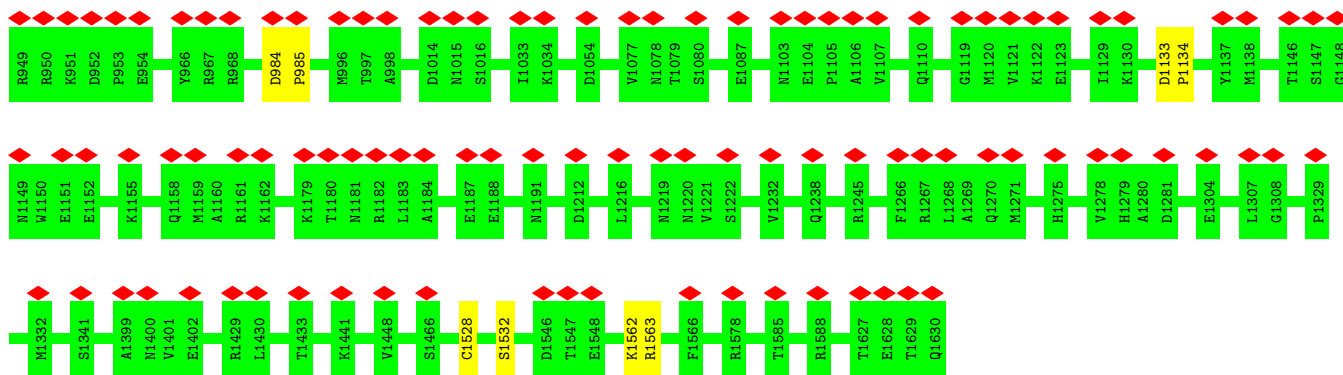 R949 R950 K951 D952 P953 E954 Y966 R967 R968 D984 P985 M996 T997 A998 D1014 N1015 S1016 I1033 K1034 D1054 V1077 N1078 T1079 S1080 E1087 N1103 E1104 P1105 A1106 V1107 Q1110 G1119 M1120 V1121 K1122 E1123 I1129 K1130 D1133 P1134 Y1137 M1138 T1146 S1147 G1148
N1149 W1150 E1151 E1152 K1155 Q1158 M1159 A1160 R1161 K1162 K1179 T1180 N1181 R1182 L1183 A1184 E1187 E1188 N1191 D1212 L1216 N1219 N1220 V1221 S1222 V1232 Q1238 R1245 F1266 R1267 L1268 A1269 Q1270 M1271 H1275 V1278 H1279 A1280 D1281 E1304 L1307 G1308 P1329
M1332 S1341 A1399 N1400 V1401 E1402 R1429 L1430 T1433 K1441 V1448 S1466 C1528 S1532 D1546 T1547 E1548 K1562 R1563 F1566 R1578 T1585 R1588 T1627 E1628 T1629 Q1630